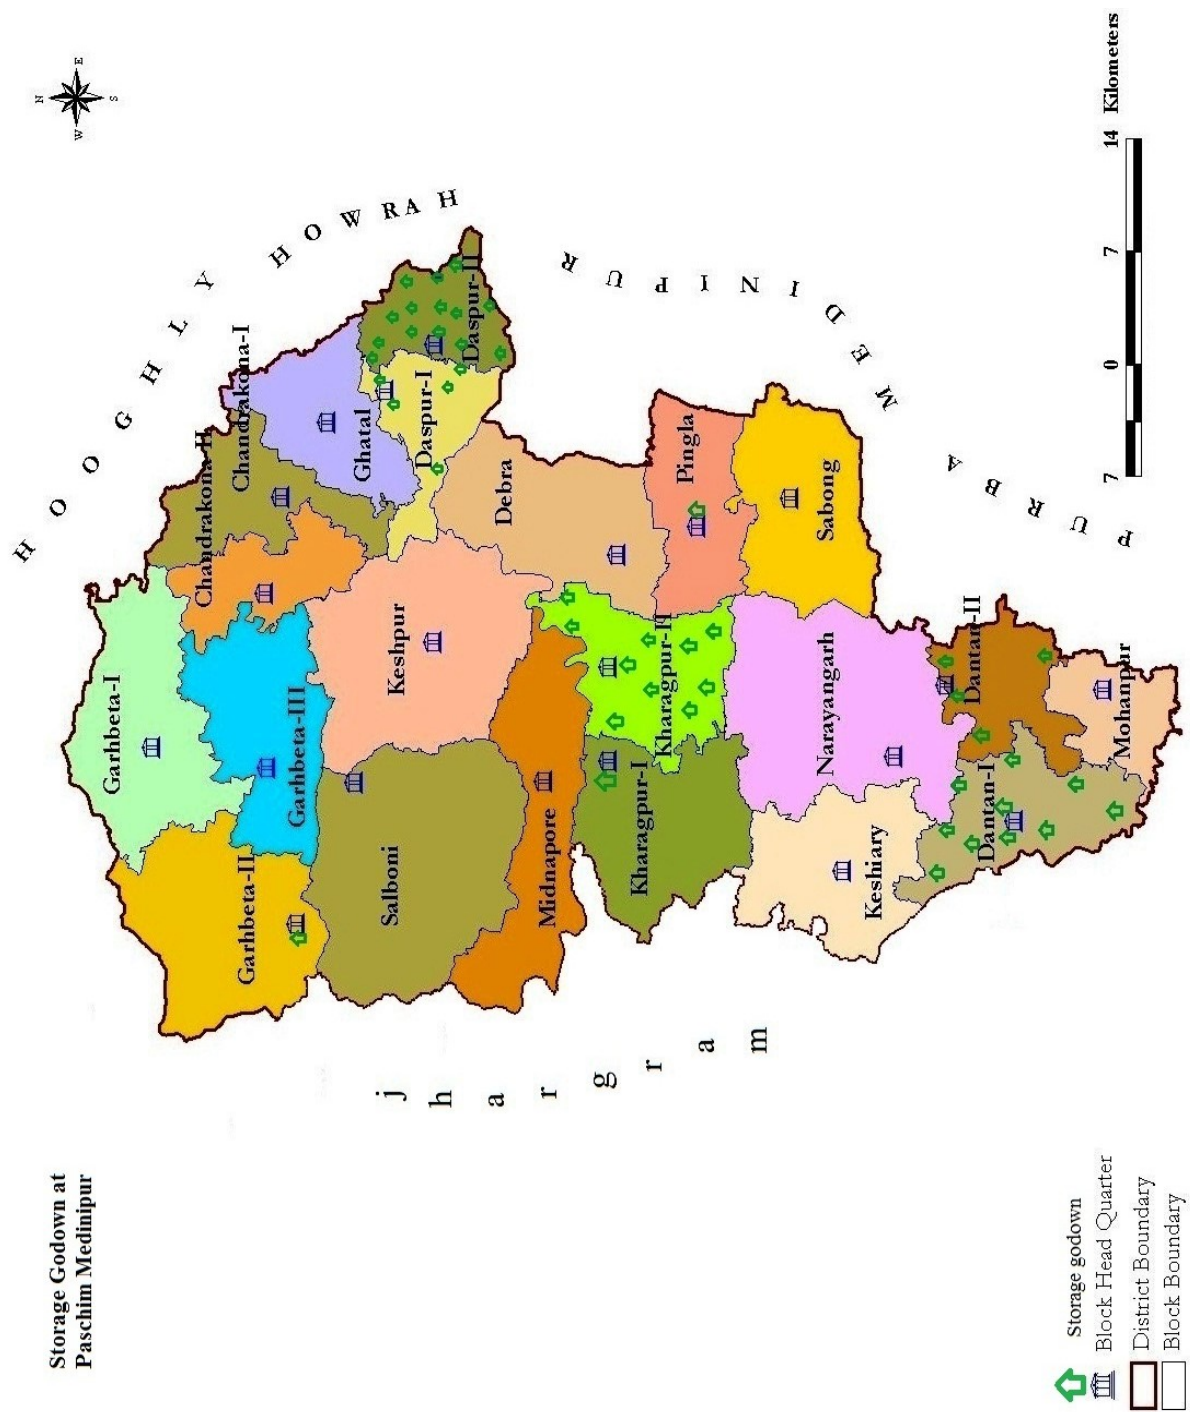 Storage Godown at
Paschim Medinipur
N
W E
S
HOOGHLY
HOWRAH
PURBA MEDINIPUR
jhargram
Garhbeta-I
Garhbeta-II
Garhbeta-III
Chandrakona-II
Chandrakona-I
Ghatal
Daspur-I
Daspur-II
Keshpur
Salboni
Midnapore
Debra
Pingla
Sabong
Kharagpur-II
Kharagpur-I
Narayangarh
Keshiary
Dantan-I
Dantan-II
Mohanpur
Storage godown
Block Head Quarter
District Boundary
Block Boundary
7 0 7 14 Kilometers